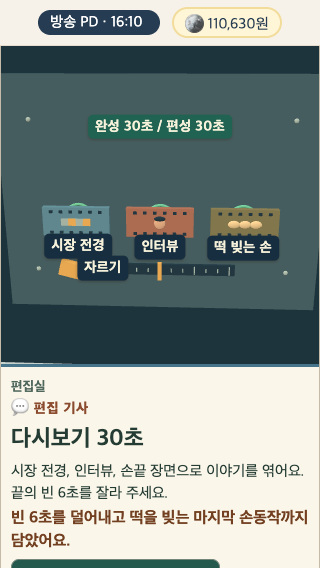 방송 PD · 16:10
110,630원
완성 30초 / 편성 30초
시장 전경
인터뷰
떡 빚는 손
자르기
편집실
편집 기사
다시보기 30초
시장 전경, 인터뷰, 손끝 장면으로 이야기를 엮어요.
끝의 빈 6초를 잘라 주세요.
빈 6초를 덜어내고 떡을 빚는 마지막 손동작까지
담았어요.